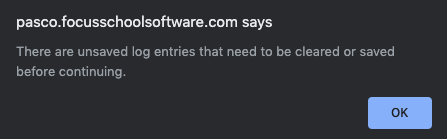 pasco.focusschoolsoftware.com says
There are unsaved log entries that need to be cleared or saved
before continuing.
OK